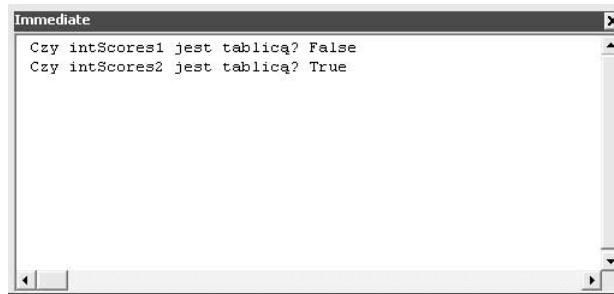 Immediate
Czy intScores1 jest tablicą? False
Czy intScores2 jest tablicą? True